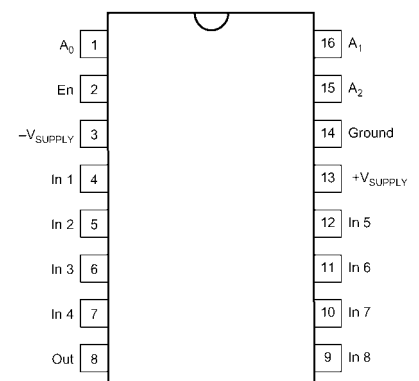 A0 1 16 A1
En 2 15 A2
–VSUPPLY 3 14 Ground
In 1 4 13 +VSUPPLY
In 2 5 12 In 5
In 3 6 11 In 6
In 4 7 10 In 7
Out 8 9 In 8